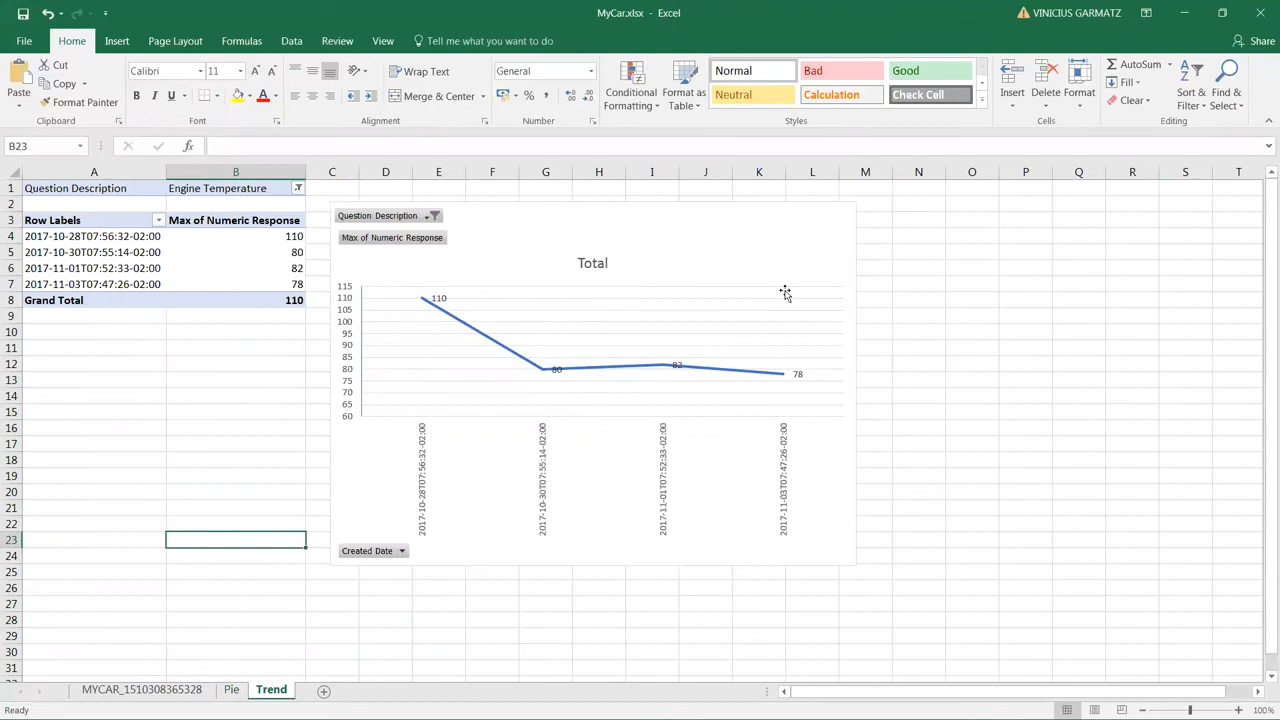 MyCar.xlsx - Excel
VINICIUS GARMATZ
File
Home
Insert
Page Layout
Formulas
Data
Review
View
Tell me what you want to do
Share
Paste
Cut
Copy
Format Painter
Clipboard
Calibri
11
B I U
Font
Wrap Text
Merge & Center
Alignment
General
Number
Conditional Formatting
Format as Table
Normal
Bad
Good
Neutral
Calculation
Check Cell
Styles
Insert
Delete
Format
Cells
AutoSum
Fill
Clear
Sort & Filter
Find & Select
Editing
B23
fx
A B C D E F G H I J K L M N O P Q R S T
1 Question Description Engine Temperature
2
3 Row Labels Max of Numeric Response
4 2017-10-28T07:56:32-02:00 110
5 2017-10-30T07:55:14-02:00 80
6 2017-11-01T07:52:33-02:00 82
7 2017-11-03T07:47:26-02:00 78
8 Grand Total 110
9
10
11
12
13
14
15
16
17
18
19
20
21
22
23
24
25
26
27
28
29
30
31
Question Description
Max of Numeric Response
Total
115
110
105
100
95
90
85
80
75
70
65
60
110
80
82
78
2017-10-28T07:56:32-02:00
2017-10-30T07:55:14-02:00
2017-11-01T07:52:33-02:00
2017-11-03T07:47:26-02:00
Created Date
MYCAR_1510308365328
Pie
Trend
Ready
100%